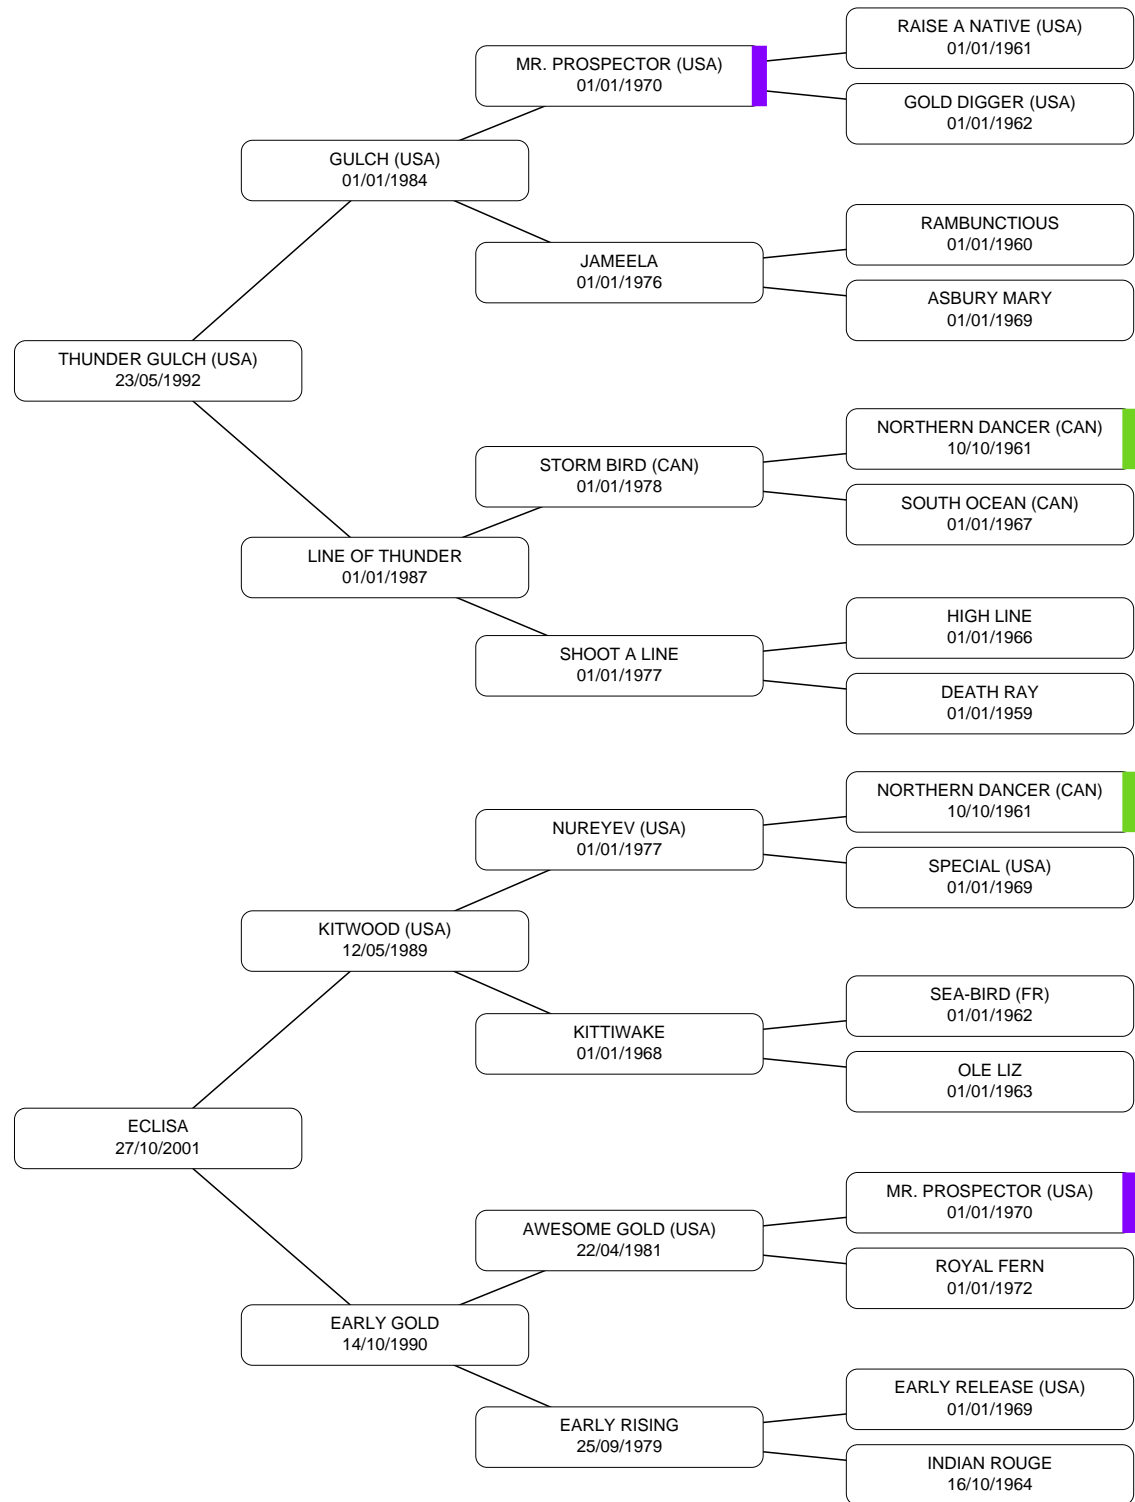 RAISE A NATIVE (USA)
01/01/1961
MR. PROSPECTOR (USA)
01/01/1970
GOLD DIGGER (USA)
01/01/1962
GULCH (USA)
01/01/1984
RAMBUNCTIOUS
01/01/1960
JAMEELA
01/01/1976
ASBURY MARY
01/01/1969
THUNDER GULCH (USA)
23/05/1992
NORTHERN DANCER (CAN)
10/10/1961
STORM BIRD (CAN)
01/01/1978
SOUTH OCEAN (CAN)
01/01/1967
LINE OF THUNDER
01/01/1987
HIGH LINE
01/01/1966
SHOOT A LINE
01/01/1977
DEATH RAY
01/01/1959
NORTHERN DANCER (CAN)
10/10/1961
NUREYEV (USA)
01/01/1977
SPECIAL (USA)
01/01/1969
KITWOOD (USA)
12/05/1989
SEA-BIRD (FR)
01/01/1962
KITTIWAKE
01/01/1968
OLE LIZ
01/01/1963
ECLISA
27/10/2001
MR. PROSPECTOR (USA)
01/01/1970
AWESOME GOLD (USA)
22/04/1981
ROYAL FERN
01/01/1972
EARLY GOLD
14/10/1990
EARLY RELEASE (USA)
01/01/1969
EARLY RISING
25/09/1979
INDIAN ROUGE
16/10/1964